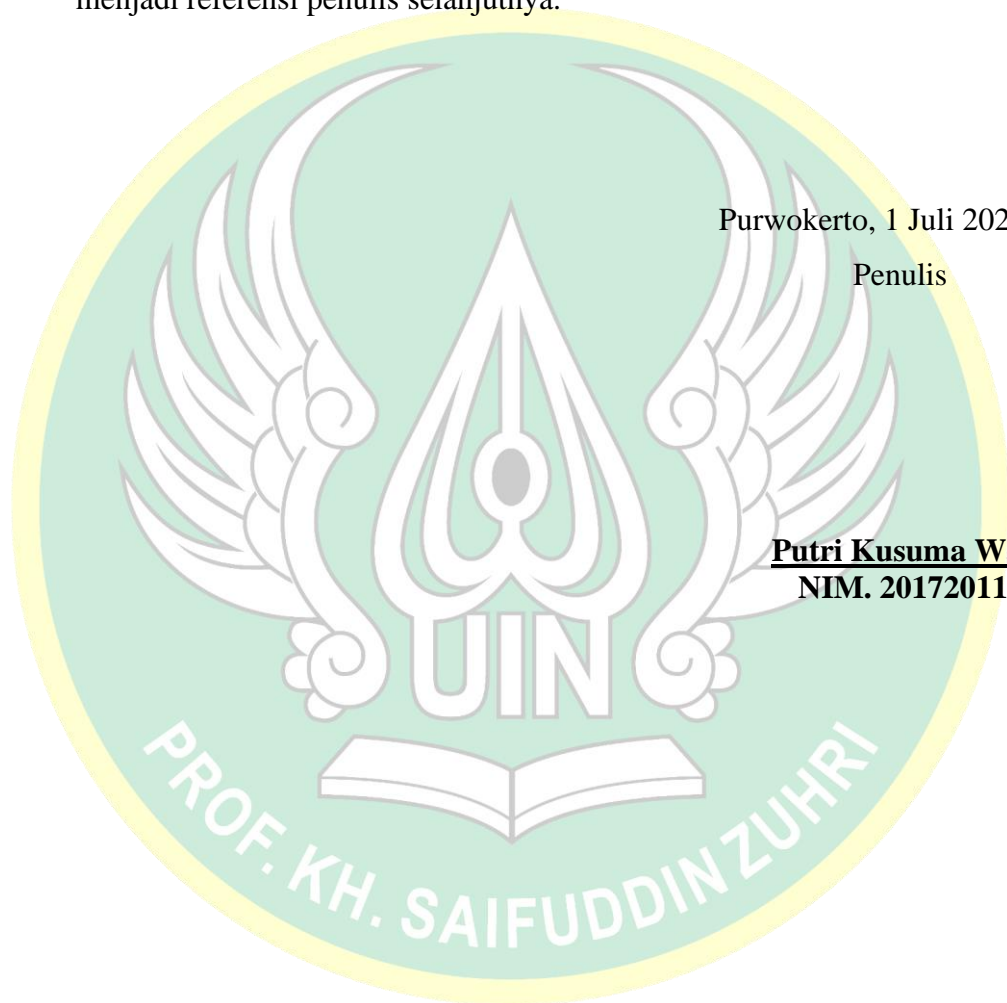 menjadi referensi penulis selanjutnya.
Purwokerto, 1 Juli 202
Penulis
Putri Kusuma W
NIM. 20172011
UIN
PROF. KH. SAIFUDDIN ZUHRI